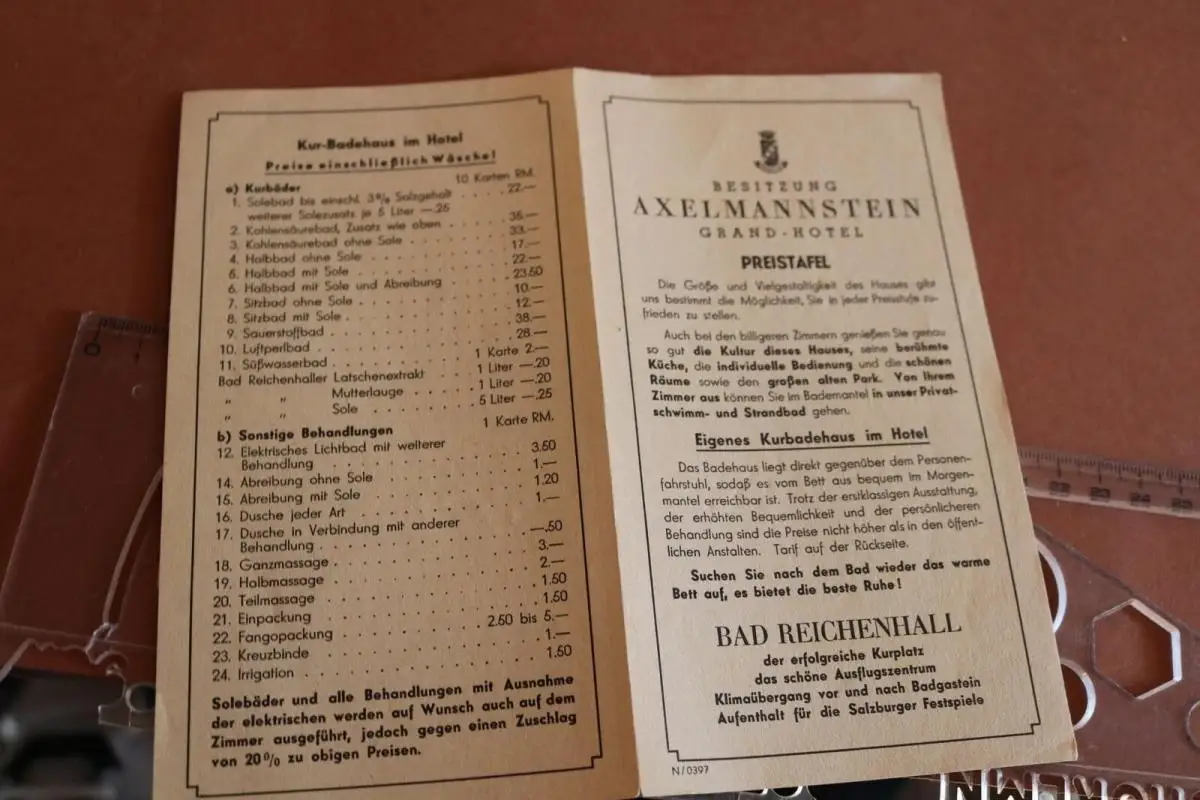 Kur-Badehaus im Hotel
Preise einschließlich Wäsche!
10 Karten RM.
a) Kurbäder
1. Solebad bis einschl. 3% Salzgehalt . . . . 22.—
weiterer Solezusatz je 5 Liter —.25
2. Kohlensäurebad, Zusatz wie oben . . . . 35.—
3. Kohlensäurebad ohne Sole . . . . 33.—
4. Halbbad ohne Sole . . . . 17.—
5. Halbbad mit Sole . . . . 22.—
6. Halbbad mit Sole und Abreibung . . . . 23.50
7. Sitzbad ohne Sole . . . . 10.—
8. Sitzbad mit Sole . . . . 12.—
9. Sauerstoffbad . . . . 38.—
10. Luftperlbad . . . . 28.—
11. Süßwasserbad . . . . 1 Karte 2.—
Bad Reichenhaller Latschenextrakt . . . 1 Liter —.20
„ „ Mutterlauge . . . 1 Liter —.20
„ „ Sole . . . . 5 Liter —.25
b) Sonstige Behandlungen 1 Karte RM.
12. Elektrisches Lichtbad mit weiterer
Behandlung . . . . 3.50
14. Abreibung ohne Sole . . . . 1.—
15. Abreibung mit Sole . . . . 1.20
16. Dusche jeder Art . . . . 1.—
17. Dusche in Verbindung mit anderer
Behandlung . . . . —.50
18. Ganzmassage . . . . 3.—
19. Halbmassage . . . . 2.—
20. Teilmassage . . . . 1.50
21. Einpackung . . . . 1.50
22. Fangopackung . . . . 2.50 bis 5.—
23. Kreuzbinde . . . . 1.—
24. Irrigation . . . . 1.50
Solebäder und alle Behandlungen mit Ausnahme
der elektrischen werden auf Wunsch auch auf dem
Zimmer ausgeführt, jedoch gegen einen Zuschlag
von 20% zu obigen Preisen.
BESITZUNG
AXELMANNSTEIN
GRAND-HOTEL
PREISTAFEL
Die Größe und Vielgestaltigkeit des Hauses gibt
uns bestimmt die Möglichkeit, Sie in jeder Preisstufe zu-
frieden zu stellen.
Auch bei den billigeren Zimmern genießen Sie genau
so gut die Kultur dieses Hauses, seine berühmte
Küche, die individuelle Bedienung und die schönen
Räume sowie den großen alten Park. Von Ihrem
Zimmer aus können Sie im Bademantel in unser Privat-
schwimm- und Strandbad gehen.
Eigenes Kurbadehaus im Hotel
Das Badehaus liegt direkt gegenüber dem Personen-
fahrstuhl, sodaß es vom Bett aus bequem im Morgen-
mantel erreichbar ist. Trotz der erstklassigen Ausstattung,
der erhöhten Bequemlichkeit und der persönlicheren
Behandlung sind die Preise nicht höher als in den öffent-
lichen Anstalten. Tarif auf der Rückseite.
Suchen Sie nach dem Bad wieder das warme
Bett auf, es bietet die beste Ruhe!
BAD REICHENHALL
der erfolgreiche Kurplatz
das schöne Ausflugszentrum
Klimaübergang vor und nach Badgastein
Aufenthalt für die Salzburger Festspiele
N/0397
0
22 23 24